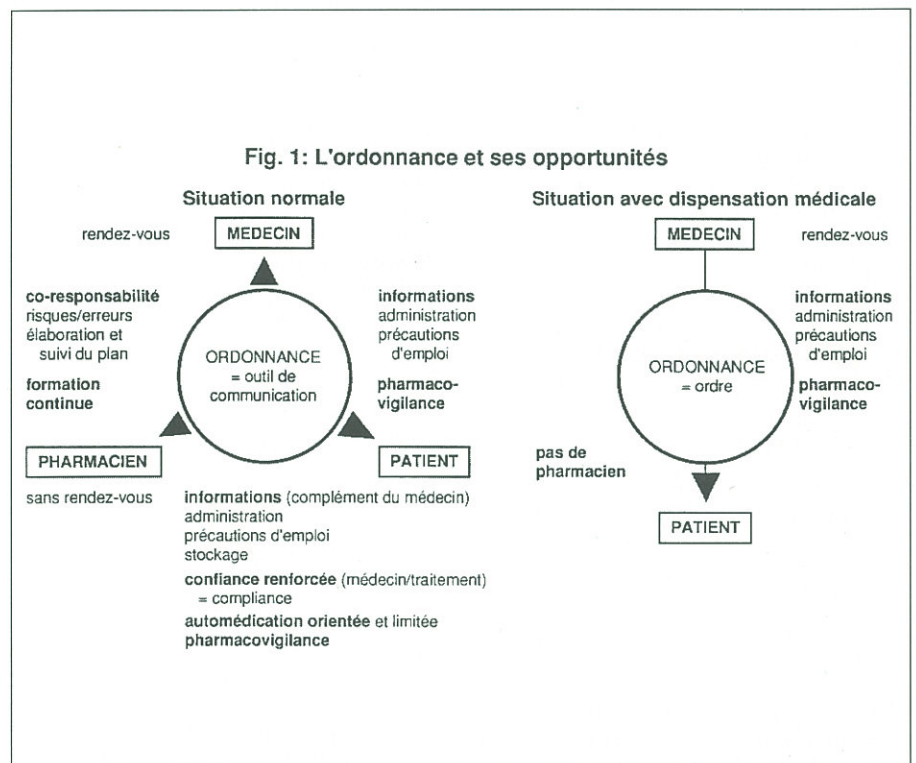 Fig. 1: L'ordonnance et ses opportunités
Situation normale
rendez-vous
MEDECIN
co-responsabilité
risques/erreurs
élaboration et
suivi du plan
formation
continue
ORDONNANCE
= outil de
communication
informations
administration
précautions
d'emploi
pharmaco-
vigilance
PHARMACIEN
PATIENT
sans rendez-vous
informations (complément du médecin)
administration
précautions d'emploi
stockage
confiance renforcée (médecin/traitement)
= compliance
automédication orientée et limitée
pharmacovigilance
Situation avec dispensation médicale
MEDECIN
rendez-vous
ORDONNANCE
= ordre
informations
administration
précautions
d'emploi
pharmaco-
vigilance
pas de
pharmacien
PATIENT